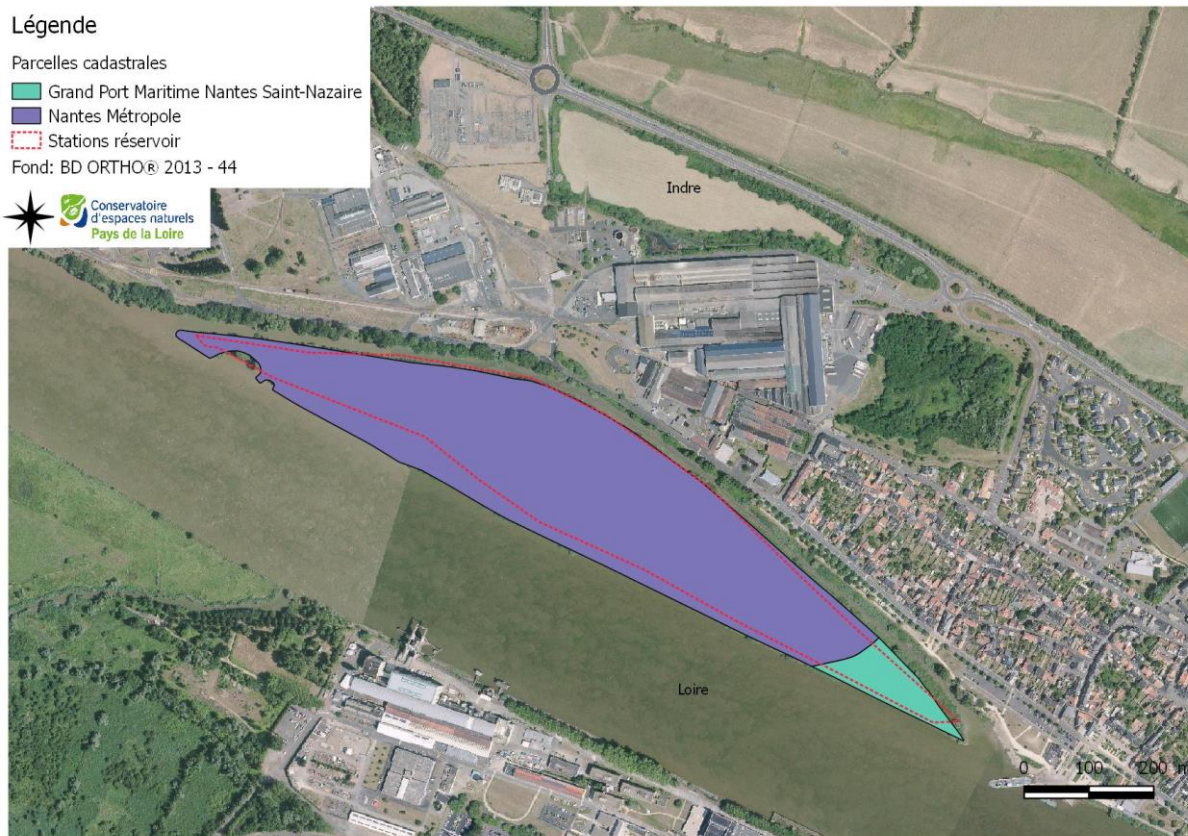 Légende
Parcelles cadastrales
Grand Port Maritime Nantes Saint-Nazaire
Nantes Métropole
Stations réservoir
Fond: BD ORTHO® 2013 - 44
Conservatoire
d'espaces naturels
Pays de la Loire
Indre
Loire
0 100 200 m